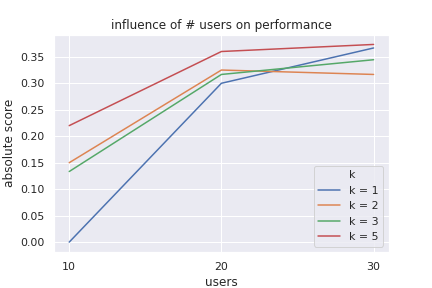 influence of # users on performance
absolute score
0.35
0.30
0.25
0.20
0.15
0.10
0.05
0.00
10
20
30
users
k
k = 1
k = 2
k = 3
k = 5